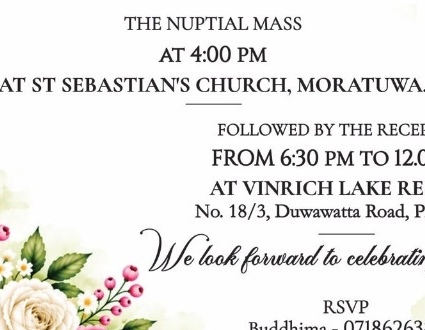 THE NUPTIAL MASS
AT 4:00 PM
AT ST SEBASTIAN'S CHURCH, MORATUWA.
FOLLOWED BY THE RECEP
FROM 6:30 PM TO 12.0
AT VINRICH LAKE RE
No. 18/3, Duwawatta Road, P
We look forward to celebratin
RSVP
Buddhima - 07186263